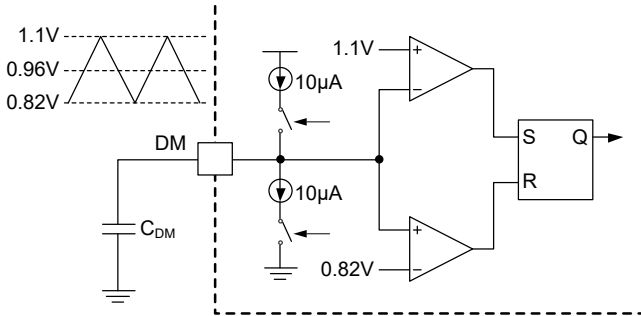 1.1V
0.96V
0.82V
DM
C_DM
10µA
10µA
1.1V
+
−
+
0.82V
−
S
Q
R